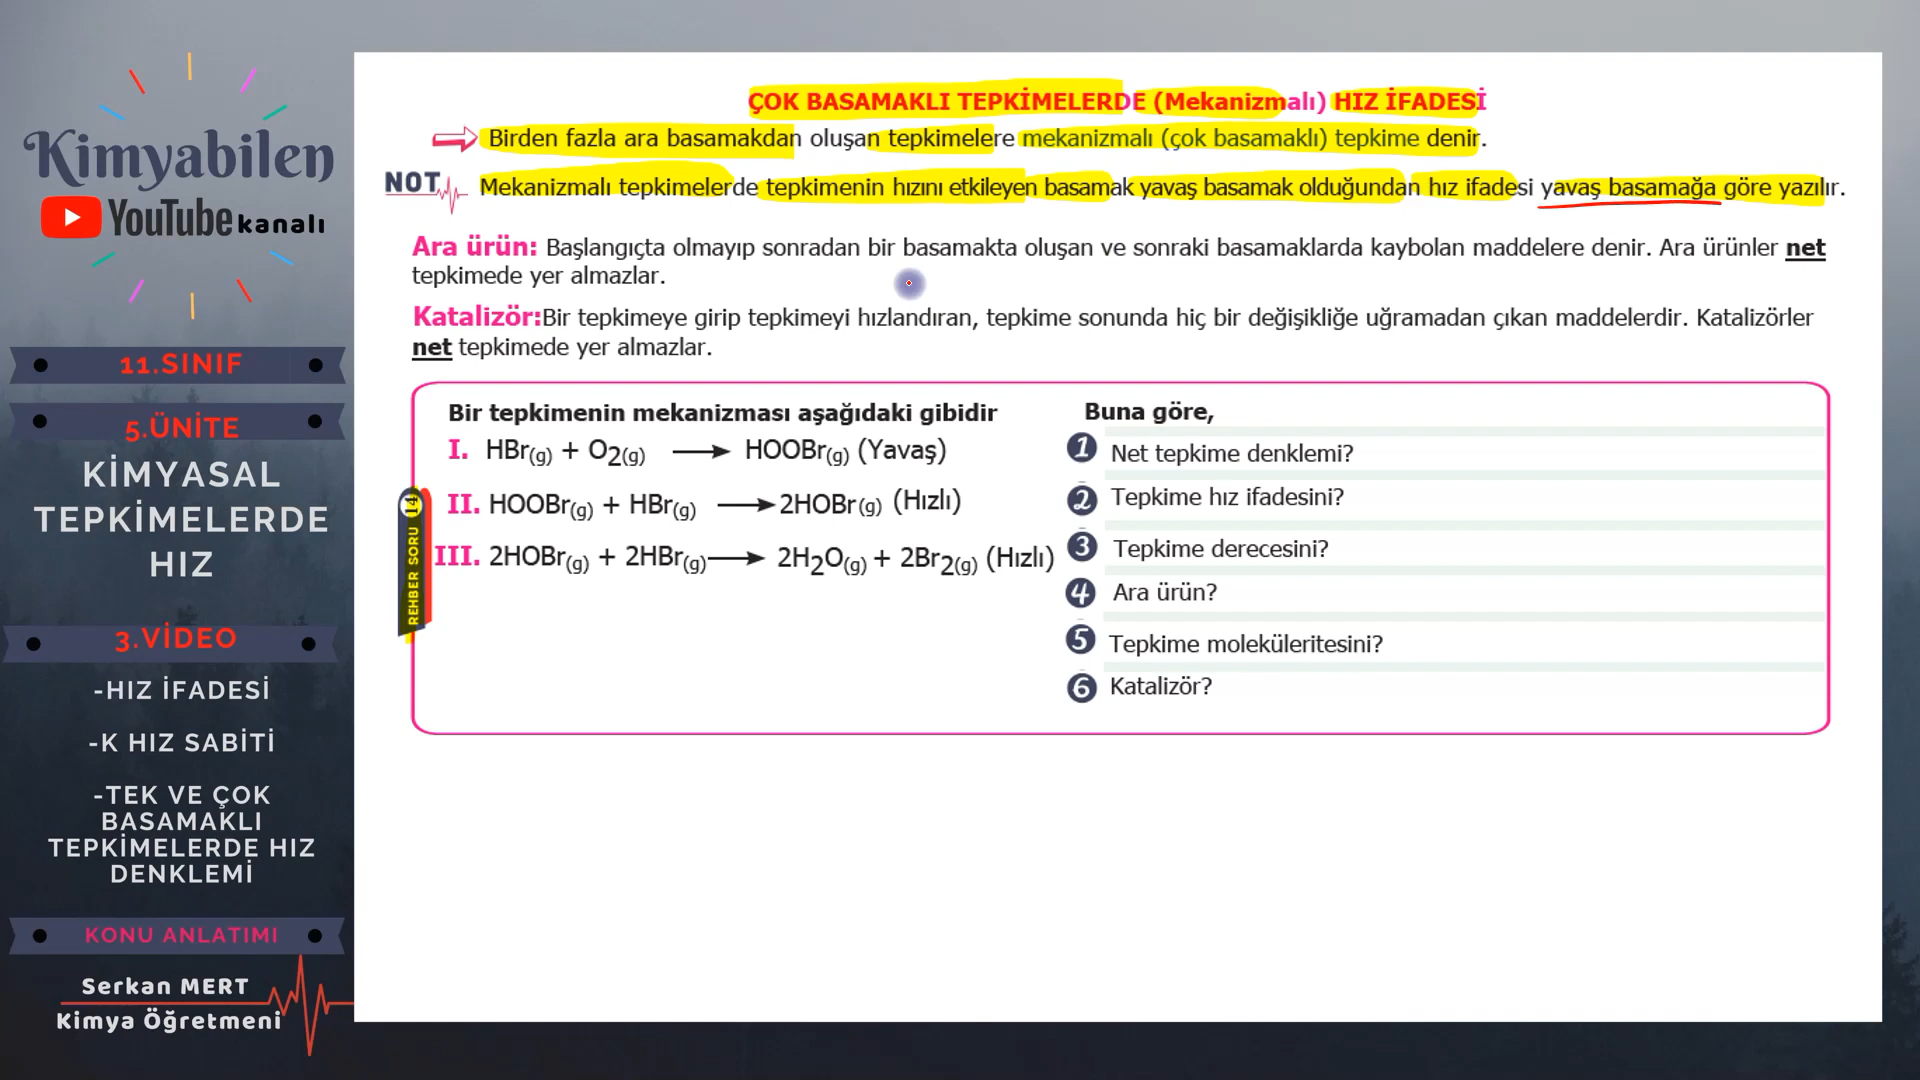 Kimyabilen
YouTube kanalı
11.SINIF
5.ÜNİTE
KİMYASAL
TEPKİMELERDE
HIZ
3.VİDEO
-HIZ İFADESİ
-K HIZ SABİTİ
-TEK VE ÇOK
BASAMAKLI
TEPKİMELERDE HIZ
DENKLEMİ
KONU ANLATIMI
Serkan MERT
Kimya Öğretmeni
ÇOK BASAMAKLI TEPKİMELERDE (Mekanizmalı) HIZ İFADESİ
Birden fazla ara basamakdan oluşan tepkimelere mekanizmalı (çok basamaklı) tepkime denir.
NOT Mekanizmalı tepkimelerde tepkimenin hızını etkileyen basamak yavaş basamak olduğundan hız ifadesi yavaş basamağa göre yazılır.
Ara ürün: Başlangıçta olmayıp sonradan bir basamakta oluşan ve sonraki basamaklarda kaybolan maddelere denir. Ara ürünler net
tepkimede yer almazlar.
Katalizör:Bir tepkimeye girip tepkimeyi hızlandıran, tepkime sonunda hiç bir değişikliğe uğramadan çıkan maddelerdir. Katalizörler
net tepkimede yer almazlar.
REHBER SORU 14
Bir tepkimenin mekanizması aşağıdaki gibidir
I. HBr(g) + O2(g) ⟶ HOOBr(g) (Yavaş)
II. HOOBr(g) + HBr(g) ⟶ 2HOBr(g) (Hızlı)
III. 2HOBr(g) + 2HBr(g) ⟶ 2H2O(g) + 2Br2(g) (Hızlı)
Buna göre,
1 Net tepkime denklemi?
2 Tepkime hız ifadesini?
3 Tepkime derecesini?
4 Ara ürün?
5 Tepkime moleküleritesini?
6 Katalizör?